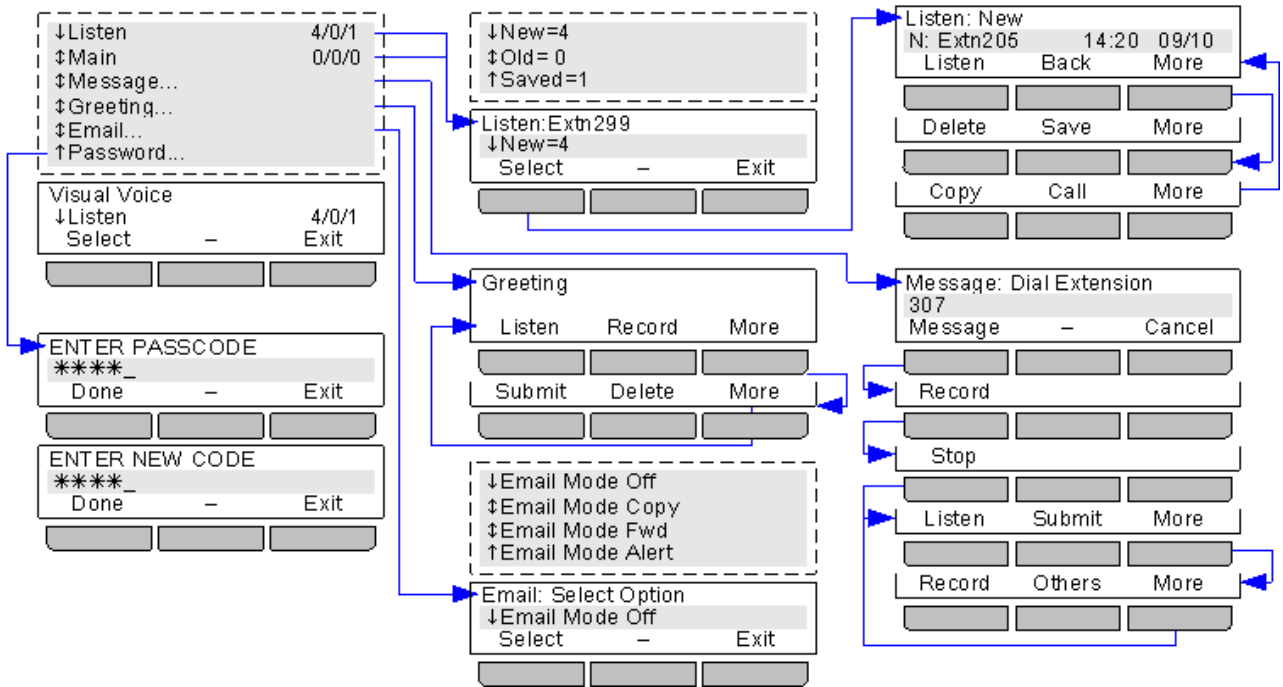 ↓Listen 4/0/1
↕Main 0/0/0
↕Message...
↕Greeting...
↕Email...
↑Password...
Visual Voice
↓Listen 4/0/1
Select – Exit
ENTER PASSCODE
****_
Done – Exit
ENTER NEW CODE
****_
Done – Exit
↓New=4
↕Old= 0
↑Saved=1
Listen:Extn299
↓New=4
Select – Exit
Greeting
Listen Record More
Submit Delete More
↓Email Mode Off
↕Email Mode Copy
↕Email Mode Fwd
↑Email Mode Alert
Email: Select Option
↓Email Mode Off
Select – Exit
Listen: New
N: Extn205 14:20 09/10
Listen Back More
Delete Save More
Copy Call More
Message: Dial Extension
307
Message – Cancel
Record
Stop
Listen Submit More
Record Others More